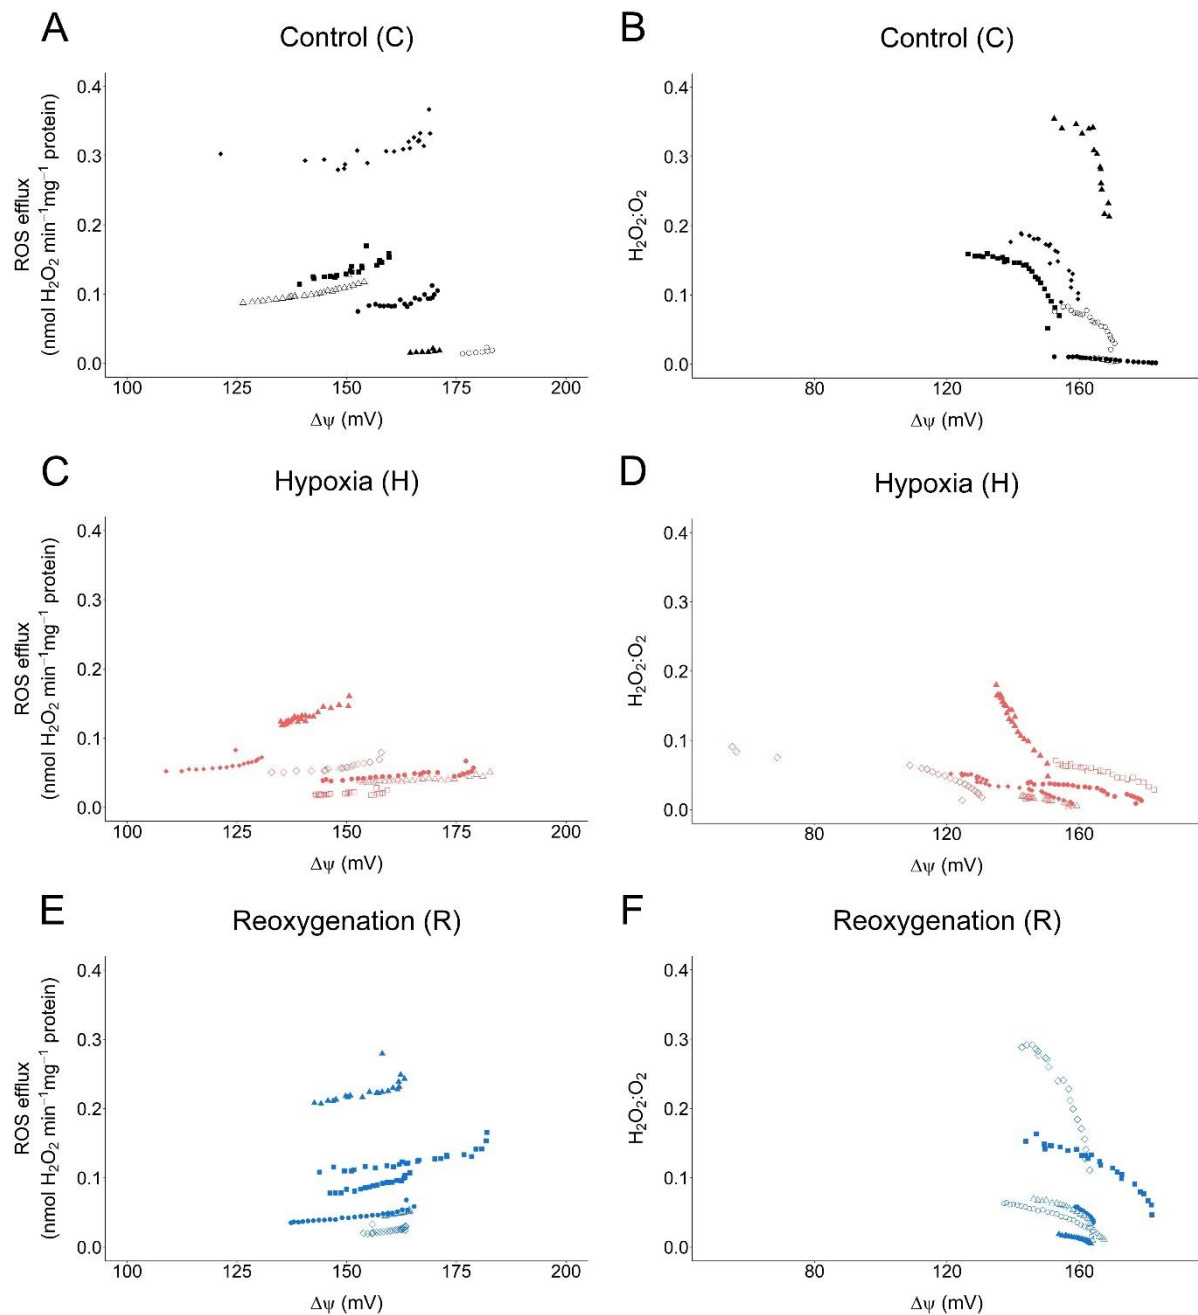 A
Control (C)
ROS efflux
(nmol H₂O₂ min⁻¹mg⁻¹ protein)
0.4
0.3
0.2
0.1
0.0
100
125
150
175
200
Δψ (mV)
B
Control (C)
H₂O₂:O₂
0.4
0.3
0.2
0.1
0.0
80
120
160
Δψ (mV)
C
Hypoxia (H)
ROS efflux
(nmol H₂O₂ min⁻¹mg⁻¹ protein)
0.4
0.3
0.2
0.1
0.0
100
125
150
175
200
Δψ (mV)
D
Hypoxia (H)
H₂O₂:O₂
0.4
0.3
0.2
0.1
0.0
80
120
160
Δψ (mV)
E
Reoxygenation (R)
ROS efflux
(nmol H₂O₂ min⁻¹mg⁻¹ protein)
0.4
0.3
0.2
0.1
0.0
100
125
150
175
200
Δψ (mV)
F
Reoxygenation (R)
H₂O₂:O₂
0.4
0.3
0.2
0.1
0.0
80
120
160
Δψ (mV)